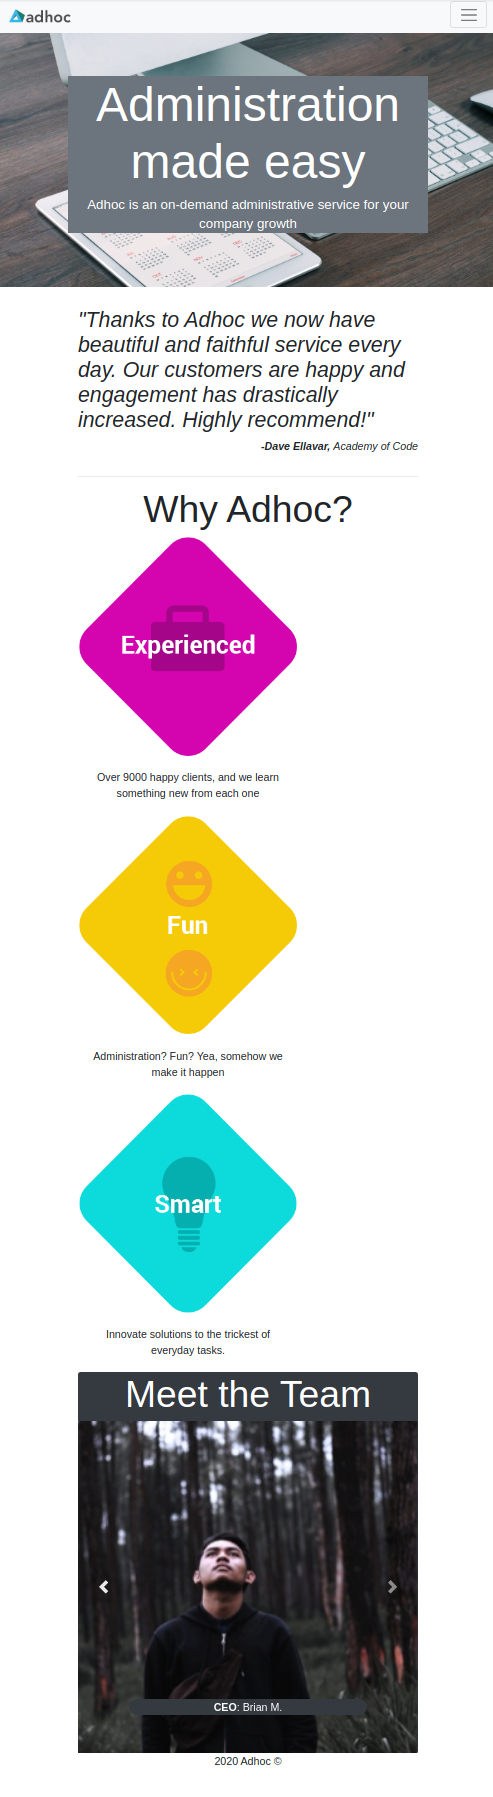 adhoc
Administration
made easy
Adhoc is an on-demand administrative service for your
company growth
"Thanks to Adhoc we now have
beautiful and faithful service every
day. Our customers are happy and
engagement has drastically
increased. Highly recommend!"
-Dave Ellavar, Academy of Code
Why Adhoc?
Experienced
Over 9000 happy clients, and we learn
something new from each one
Fun
Administration? Fun? Yea, somehow we
make it happen
Smart
Innovate solutions to the trickest of
everyday tasks.
Meet the Team
CEO: Brian M.
2020 Adhoc ©